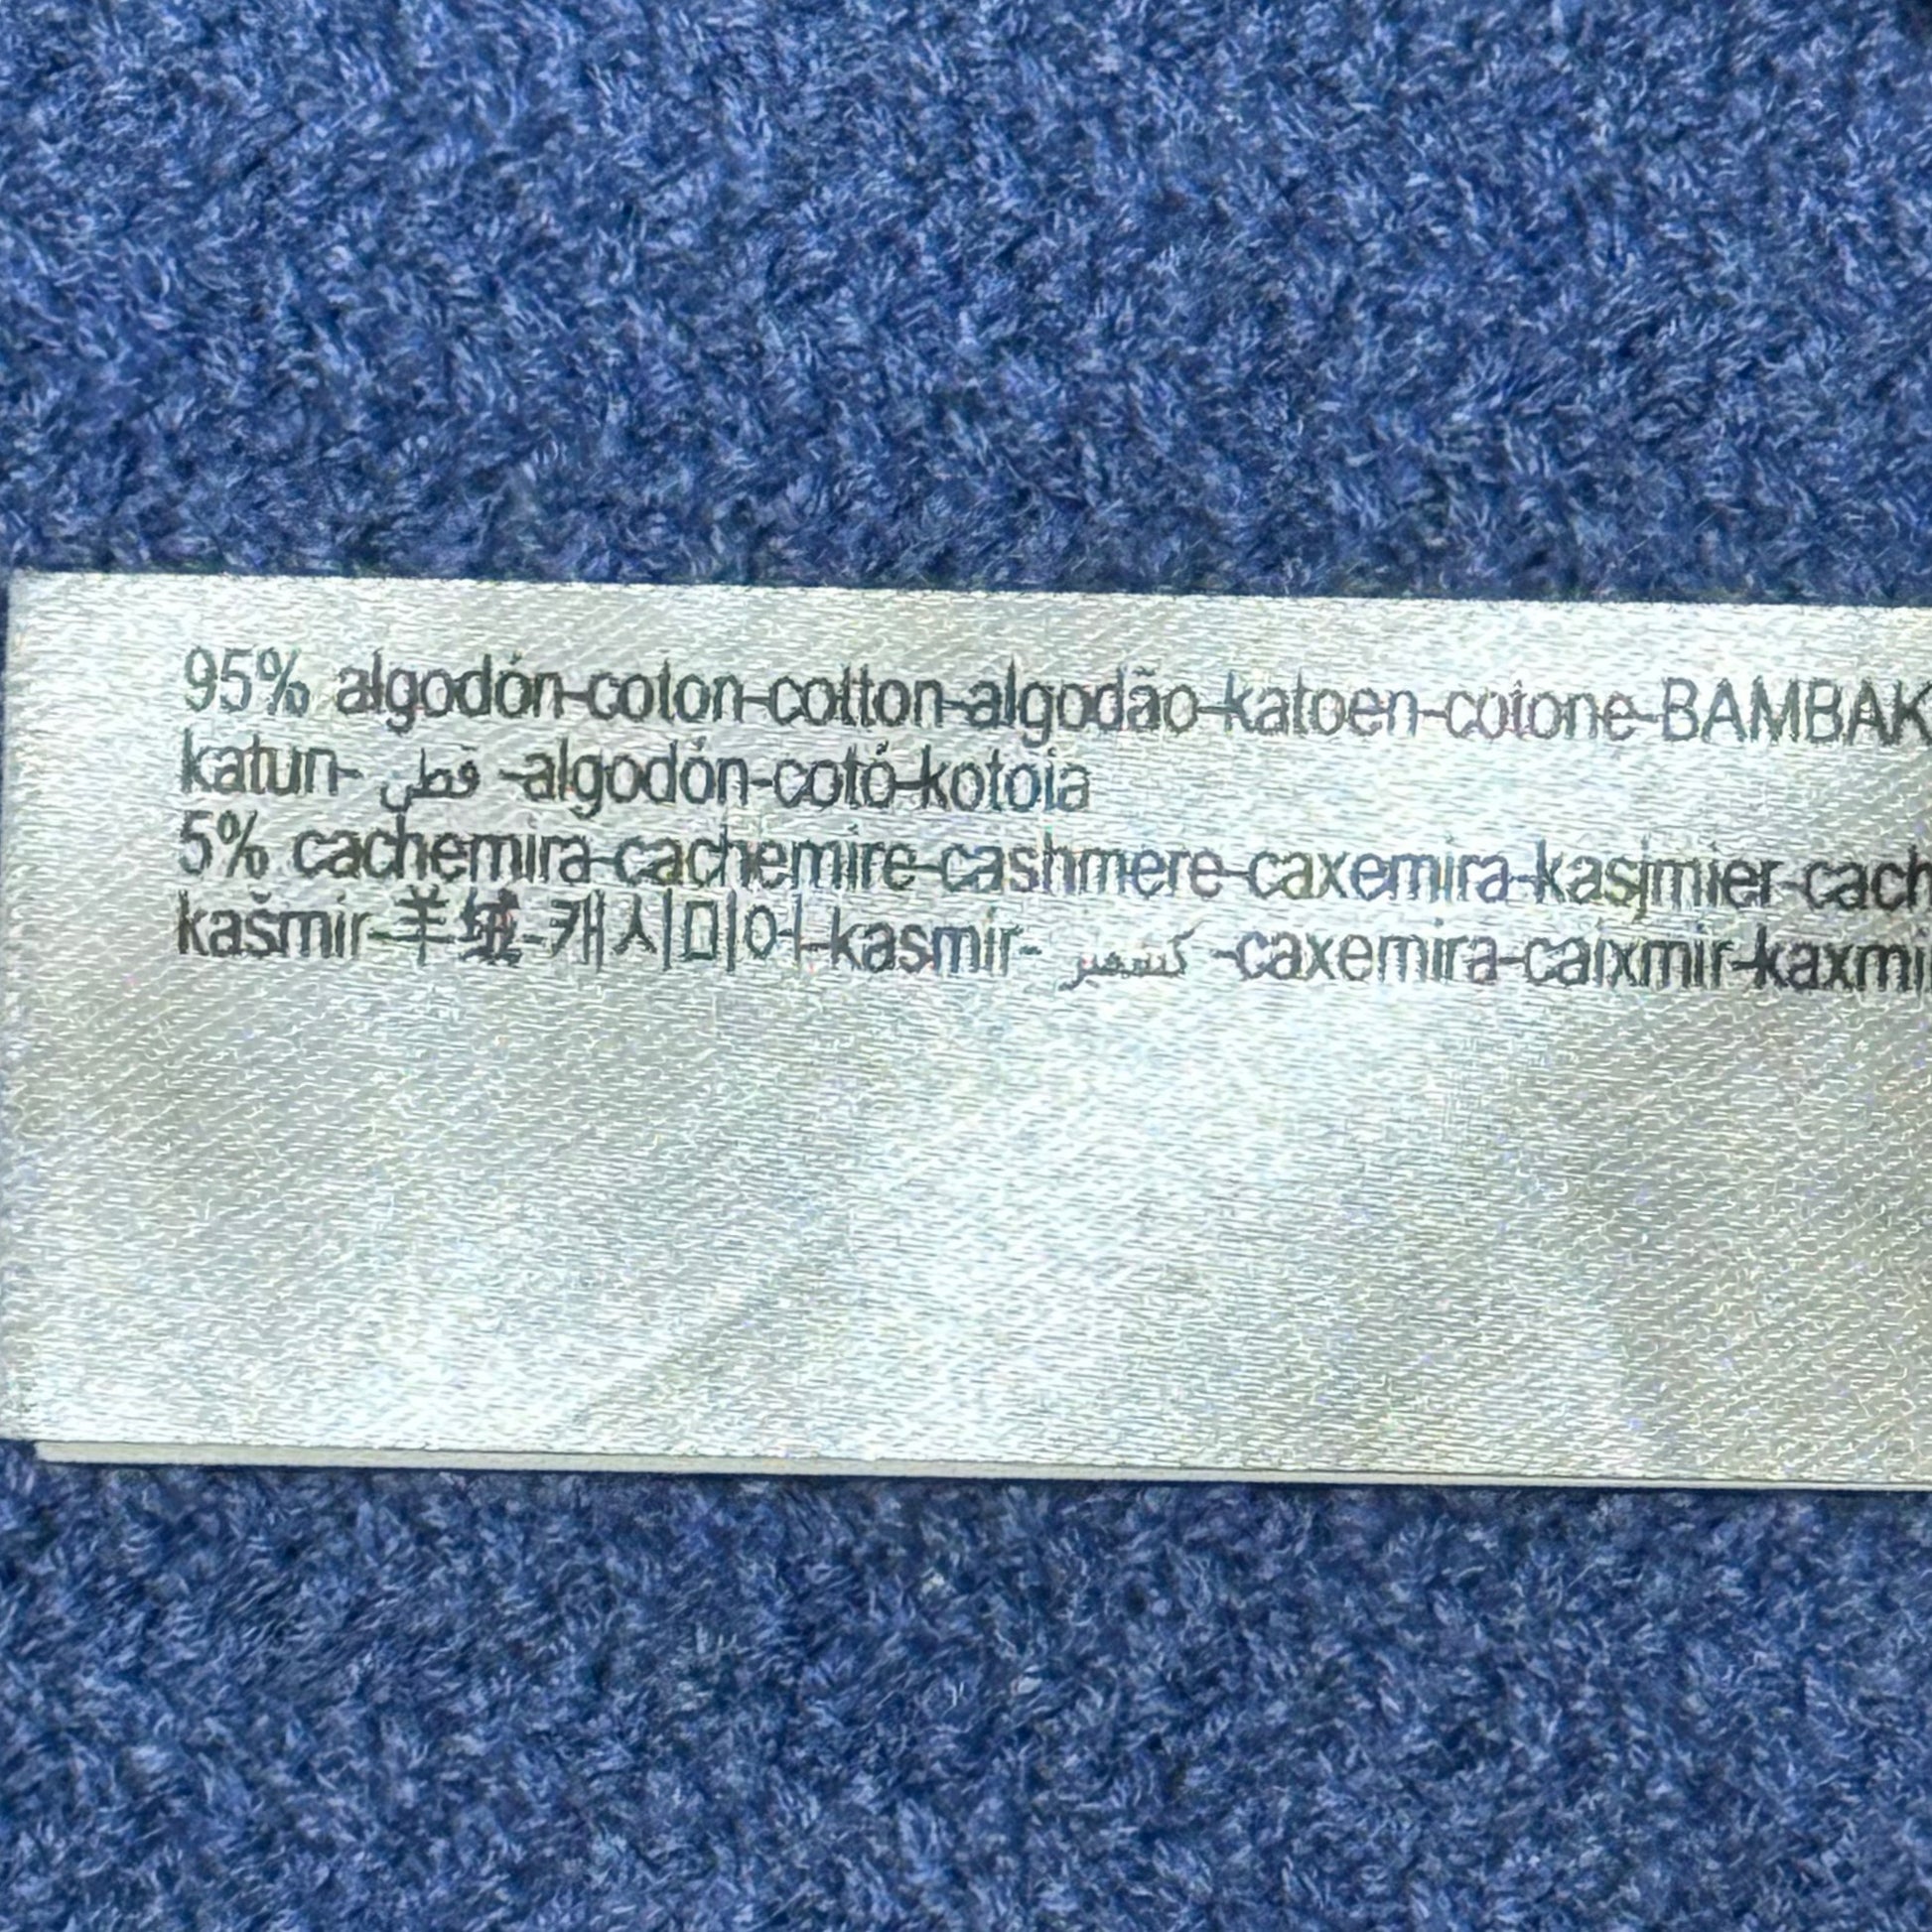 95% algodón-coton-cotton-algodão-katoen-cotone-BAMBAK
katun- قطن -algodón-cotó-kotoia
5% cachemira-cachemire-cashmere-caxemira-kasjmier-cach
kašmir-羊绒-캐시미어-kasmir- كشمير -caxemira-caixmir-kaxmi